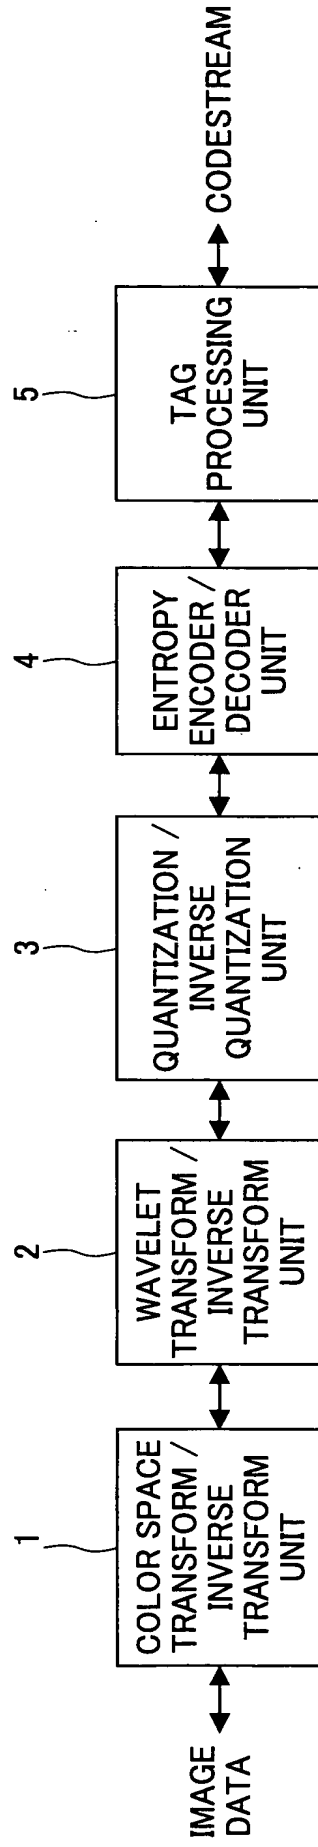 IMAGE
DATA
1
COLOR SPACE
TRANSFORM /
INVERSE
TRANSFORM
UNIT
2
WAVELET
TRANSFORM /
INVERSE
TRANSFORM
UNIT
3
QUANTIZATION /
INVERSE
QUANTIZATION
UNIT
4
ENTROPY
ENCODER /
DECODER
UNIT
5
TAG
PROCESSING
UNIT
CODESTREAM